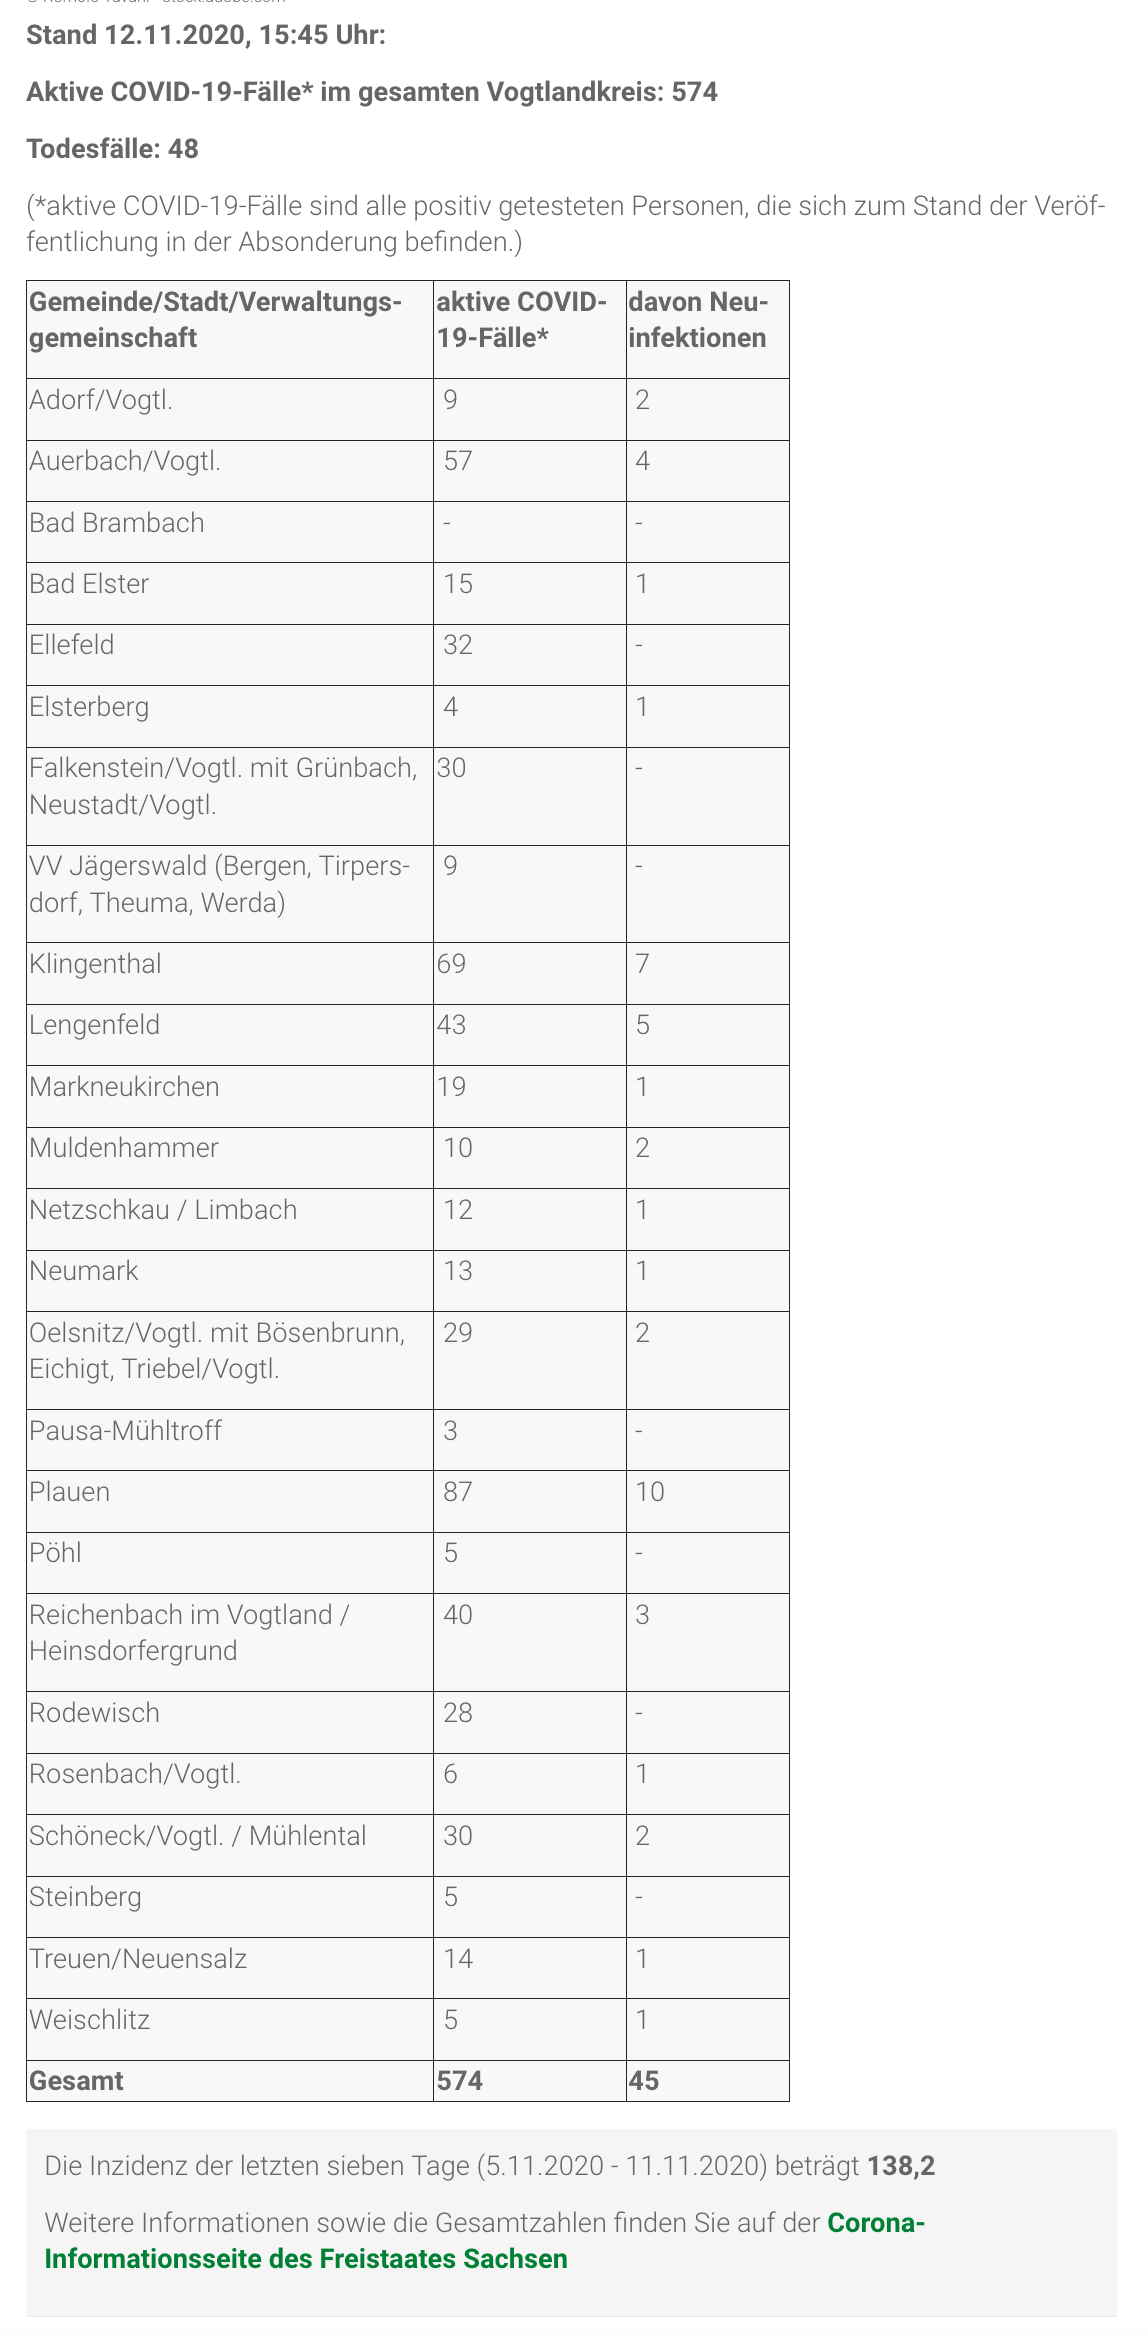 Stand 12.11.2020, 15:45 Uhr:
Aktive COVID-19-Fälle* im gesamten Vogtlandkreis: 574
Todesfälle: 48
(*aktive COVID-19-Fälle sind alle positiv getesteten Personen, die sich zum Stand der Veröf-
fentlichung in der Absonderung befinden.)
Gemeinde/Stadt/Verwaltungs-
gemeinschaft
aktive COVID-
19-Fälle*
davon Neu-
infektionen
Adorf/Vogtl. 9 2
Auerbach/Vogtl. 57 4
Bad Brambach - -
Bad Elster 15 1
Ellefeld 32 -
Elsterberg 4 1
Falkenstein/Vogtl. mit Grünbach, 30 -
Neustadt/Vogtl.
VV Jägerswald (Bergen, Tirpers- 9 -
dorf, Theuma, Werda)
Klingenthal 69 7
Lengenfeld 43 5
Markneukirchen 19 1
Muldenhammer 10 2
Netzschkau / Limbach 12 1
Neumark 13 1
Oelsnitz/Vogtl. mit Bösenbrunn, 29 2
Eichigt, Triebel/Vogtl.
Pausa-Mühltroff 3 -
Plauen 87 10
Pöhl 5 -
Reichenbach im Vogtland / 40 3
Heinsdorfergrund
Rodewisch 28 -
Rosenbach/Vogtl. 6 1
Schöneck/Vogtl. / Mühlental 30 2
Steinberg 5 -
Treuen/Neuensalz 14 1
Weischlitz 5 1
Gesamt 574 45
Die Inzidenz der letzten sieben Tage (5.11.2020 - 11.11.2020) beträgt 138,2
Weitere Informationen sowie die Gesamtzahlen finden Sie auf der Corona-
Informationsseite des Freistaates Sachsen